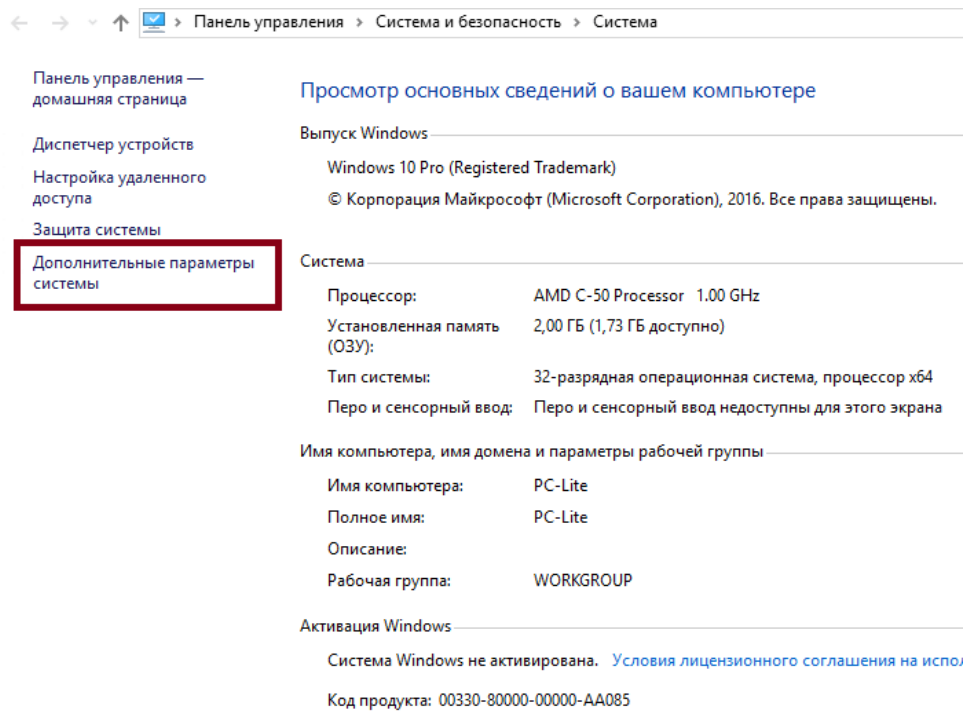 Панель управления > Система и безопасность > Система
Панель управления —
домашняя страница
Диспетчер устройств
Настройка удаленного
доступа
Защита системы
Дополнительные параметры
системы
Просмотр основных сведений о вашем компьютере
Выпуск Windows
Windows 10 Pro (Registered Trademark)
© Корпорация Майкрософт (Microsoft Corporation), 2016. Все права защищены.
Система
Процессор: AMD C-50 Processor 1.00 GHz
Установленная память 2,00 ГБ (1,73 ГБ доступно)
(ОЗУ):
Тип системы: 32-разрядная операционная система, процессор x64
Перо и сенсорный ввод: Перо и сенсорный ввод недоступны для этого экрана
Имя компьютера, имя домена и параметры рабочей группы
Имя компьютера: PC-Lite
Полное имя: PC-Lite
Описание:
Рабочая группа: WORKGROUP
Активация Windows
Система Windows не активирована. Условия лицензионного соглашения на
Код продукта: 00330-80000-00000-AA085